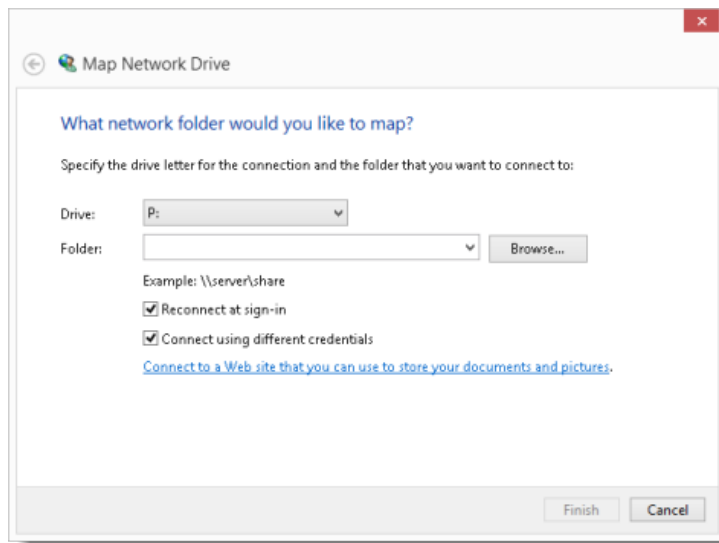 Map Network Drive
What network folder would you like to map?
Specify the drive letter for the connection and the folder that you want to connect to:
Drive: P:
Folder: Browse...
Example: \\server\share
Reconnect at sign-in
Connect using different credentials
Connect to a Web site that you can use to store your documents and pictures.
Finish Cancel